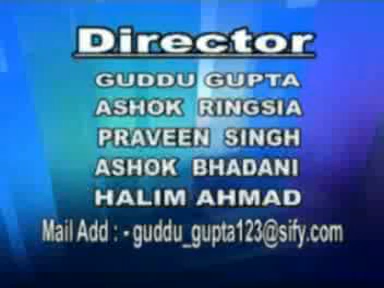 Director
GUDDU GUPTA
ASHOK RINGSIA
PRAVEEN SINGH
ASHOK BHADANI
HALIM AHMAD
Mail Add : - guddu_gupta123@sify.com